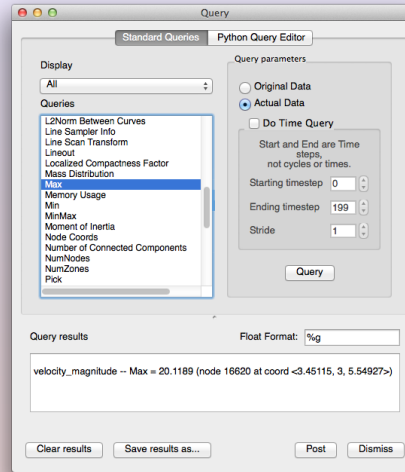 Query
Standard Queries
Python Query Editor
Display
All
Queries
L2Norm Between Curves
Line Sampler Info
Line Scan Transform
Lineout
Localized Compactness Factor
Mass Distribution
Max
Memory Usage
Min
MinMax
Moment of Inertia
Node Coords
Number of Connected Components
NumNodes
NumZones
Pick
Query parameters
Original Data
Actual Data
Do Time Query
Start and End are Time
steps,
not cycles or times.
Starting timestep 0
Ending timestep 199
Stride 1
Query
Query results
Float Format: %g
velocity_magnitude -- Max = 20.1189 (node 16620 at coord <3.45115, 3, 5.54927>)
Clear results
Save results as...
Post
Dismiss